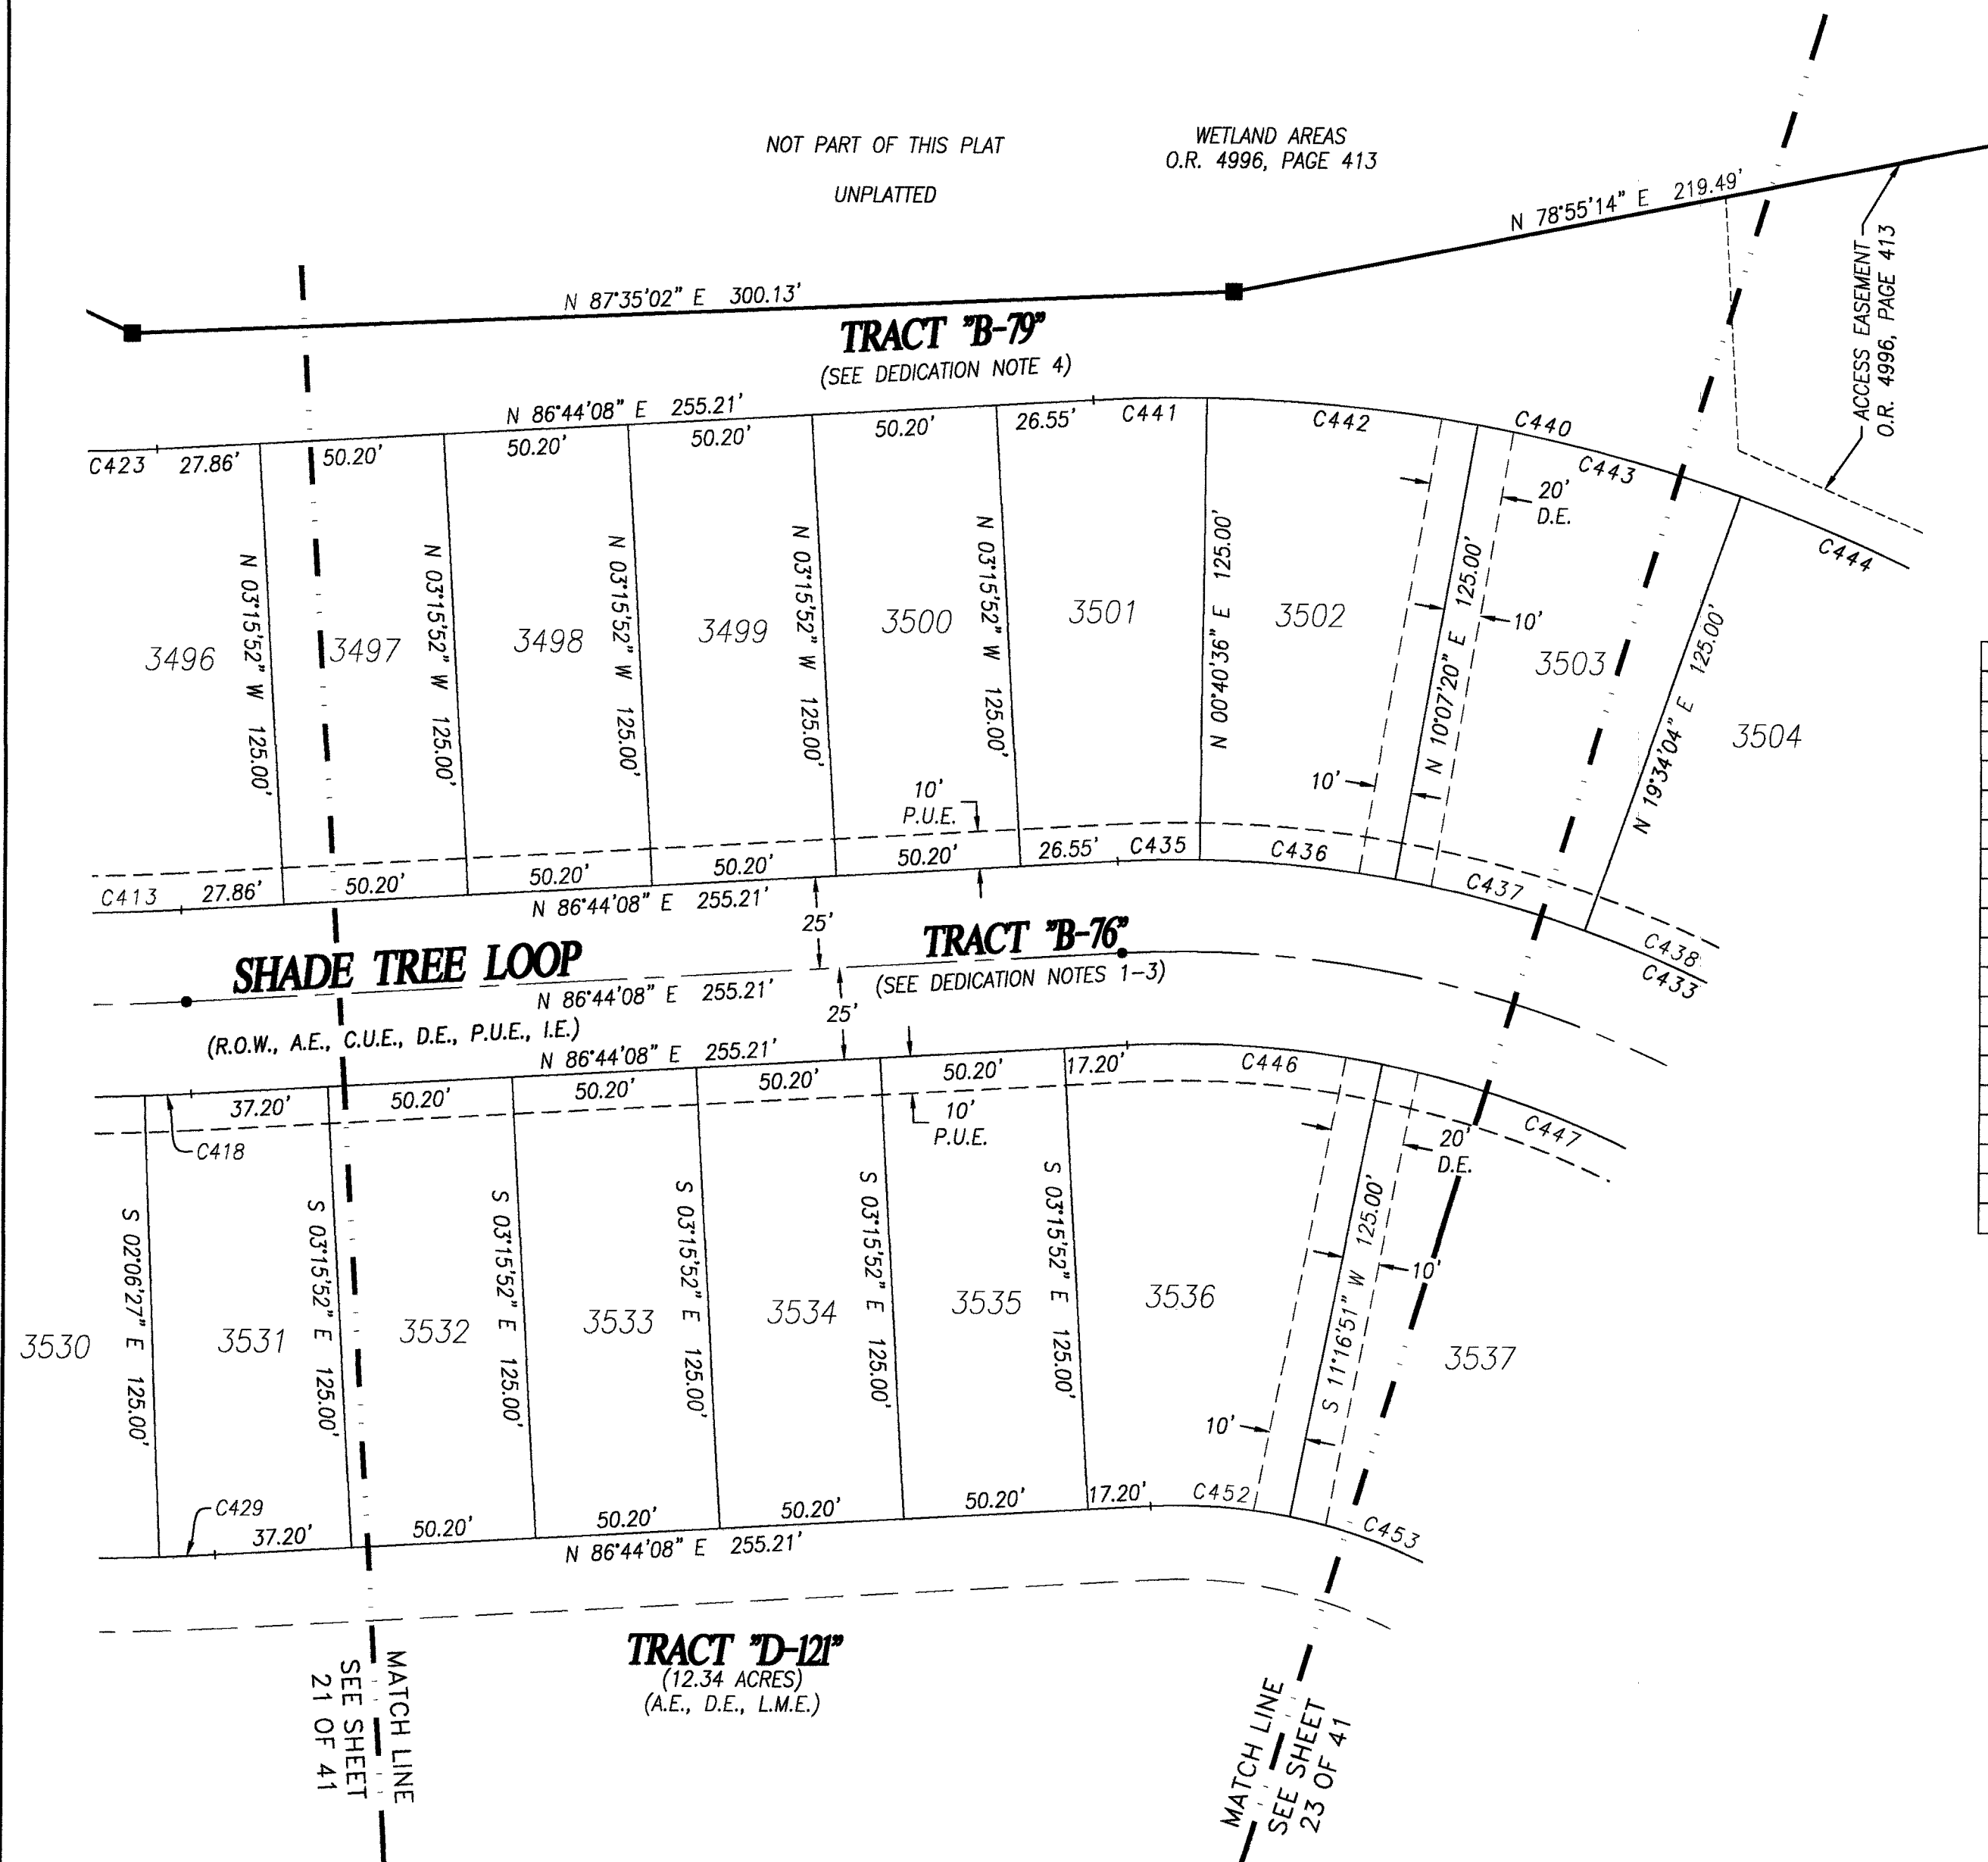 NOT PART OF THIS PLAT
UNPLATTED
WETLAND AREAS
O.R. 4996, PAGE 413
N 78°55'14" E 219.49'
ACCESS EASEMENT
O.R. 4996, PAGE 413
N 87°35'02" E 300.13'
TRACT "B-79"
(SEE DEDICATION NOTE 4)
N 86°44'08" E 255.21'
C423
27.86'
50.20'
50.20'
50.20'
50.20'
26.55'
C441
C442
C440
C443
C444
20'
D.E.
10'
10'
3496
N 03°15'52" W 125.00'
3497
N 03°15'52" W 125.00'
3498
N 03°15'52" W 125.00'
3499
N 03°15'52" W 125.00'
3500
N 03°15'52" W 125.00'
3501
N 00°40'36" E 125.00'
3502
N 10°07'20" E 125.00'
3503
N 19°34'04" E 125.00'
3504
10'
P.U.E.
C413
27.86'
50.20'
50.20'
50.20'
50.20'
26.55'
C435
C436
C437
C438
C433
N 86°44'08" E 255.21'
25'
SHADE TREE LOOP
TRACT "B-76"
(SEE DEDICATION NOTES 1-3)
N 86°44'08" E 255.21'
25'
(R.O.W., A.E., C.U.E., D.E., P.U.E., I.E.)
N 86°44'08" E 255.21'
C418
37.20'
50.20'
50.20'
50.20'
50.20'
17.20'
C446
C447
10'
P.U.E.
20'
D.E.
10'
10'
3530
S 02°06'27" E 125.00'
3531
S 03°15'52" E 125.00'
3532
S 03°15'52" E 125.00'
3533
S 03°15'52" E 125.00'
3534
S 03°15'52" E 125.00'
3535
S 03°15'52" E 125.00'
3536
S 11°16'51" W 125.00'
3537
C429
37.20'
50.20'
50.20'
50.20'
50.20'
17.20'
C452
C453
N 86°44'08" E 255.21'
TRACT "D-121"
(12.34 ACRES)
(A.E., D.E., L.M.E.)
MATCH LINE
SEE SHEET
21 OF 41
MATCH LINE
SEE SHEET
23 OF 41